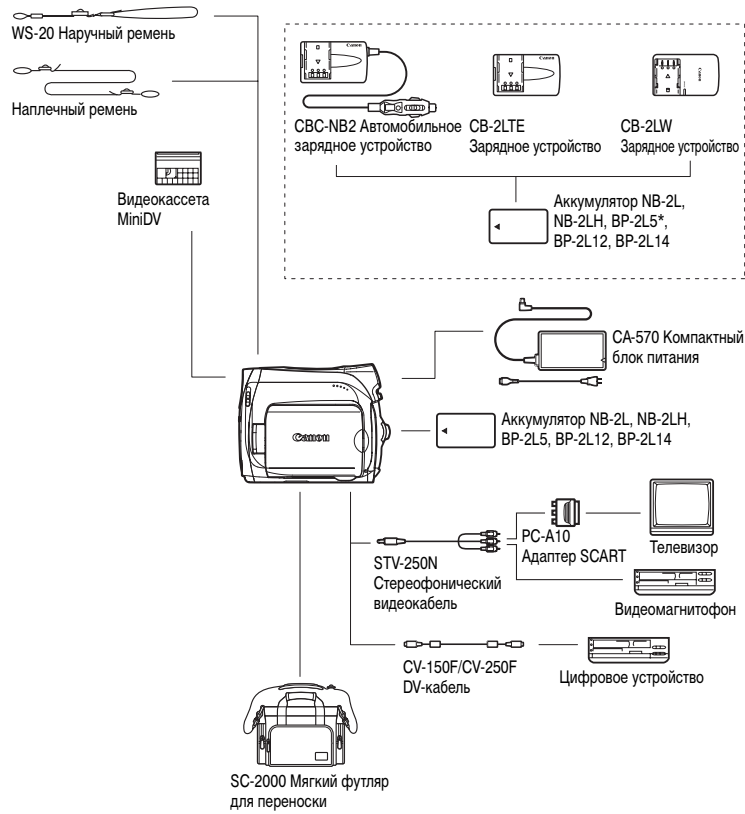 WS-20 Наручный ремень
Наплечный ремень
Видеокассета
MiniDV
Canon
Canon
Canon
CBC-NB2 Автомобильное
зарядное устройство
CB-2LTE
Зарядное устройство
CB-2LW
Зарядное устройство
Аккумулятор NB-2L,
NB-2LH, BP-2L5*,
BP-2L12, BP-2L14
CA-570 Компактный
блок питания
Canon
Аккумулятор NB-2L, NB-2LH,
BP-2L5, BP-2L12, BP-2L14
STV-250N
Стереофонический
видеокабель
PC-A10
Адаптер SCART
Телевизор
Видеомагнитофон
CV-150F/CV-250F
DV-кабель
Цифровое устройство
SC-2000 Мягкий футляр
для переноски